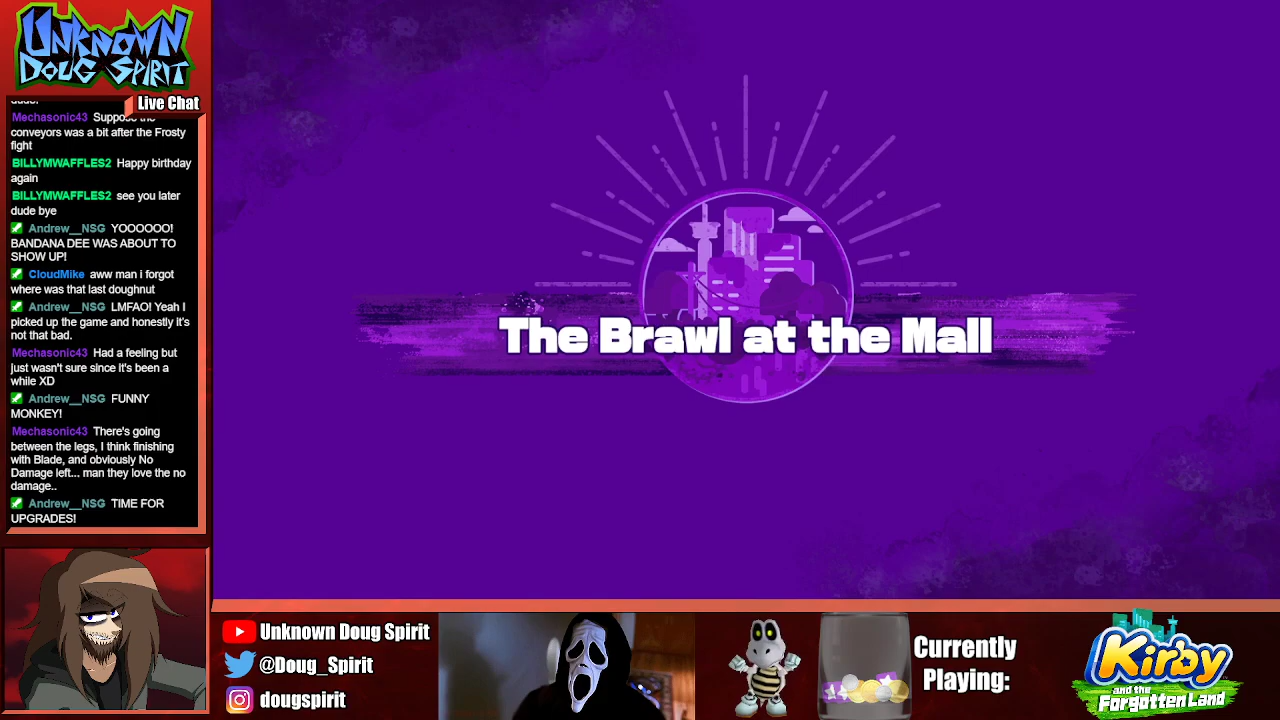 UNKNOWN
DOUG SPIRIT
Live Chat
dude!
Mechasonic43 Suppose the
conveyors was a bit after the Frosty
fight
BILLYMWAFFLES2 Happy birthday
again
BILLYMWAFFLES2 see you later
dude bye
Andrew__NSG YOOOOOO!
BANDANA DEE WAS ABOUT TO
SHOW UP!
CloudMike aww man i forgot
where was that last doughnut
Andrew__NSG LMFAO! Yeah I
picked up the game and honestly it's
not that bad.
Mechasonic43 Had a feeling but
just wasn't sure since it's been a
while XD
Andrew__NSG FUNNY
MONKEY!
Mechasonic43 There's going
between the legs, I think finishing
with Blade, and obviously No
Damage left... man they love the no
damage..
Andrew__NSG TIME FOR
UPGRADES!
The Brawl at the Mall
Unknown Doug Spirit
@Doug_Spirit
dougspirit
Currently
Playing:
Kirby
and the
Forgotten Land